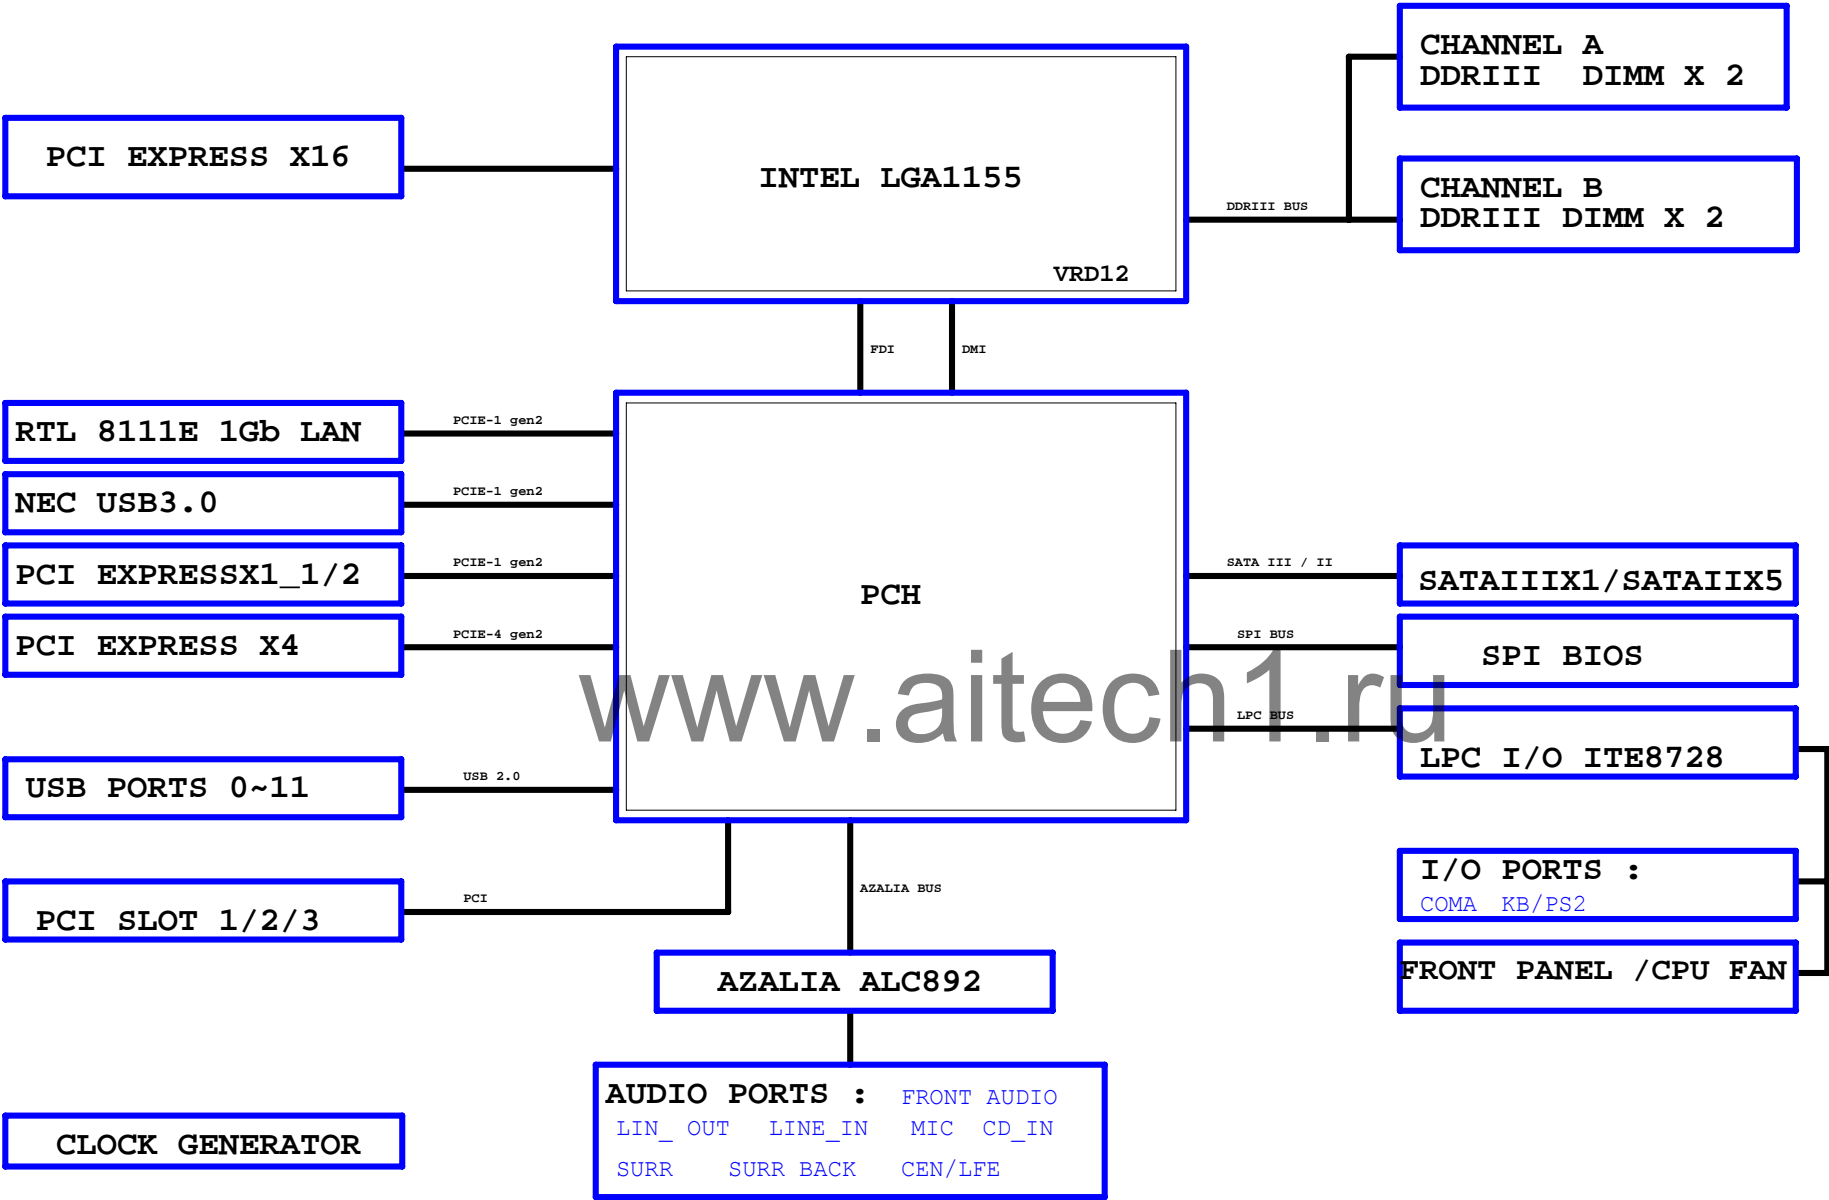 CHANNEL A
DDRIII DIMM X 2
PCI EXPRESS X16
INTEL LGA1155
VRD12
DDRIII BUS
CHANNEL B
DDRIII DIMM X 2
FDI
DMI
RTL 8111E 1Gb LAN
PCIE-1 gen2
NEC USB3.0
PCIE-1 gen2
PCI EXPRESSX1_1/2
PCIE-1 gen2
PCI EXPRESS X4
PCIE-4 gen2
PCH
SATA III / II
SATAIIIX1/SATAIIX5
SPI BUS
SPI BIOS
www.aitech1.ru
LPC BUS
LPC I/O ITE8728
USB PORTS 0~11
USB 2.0
I/O PORTS :
COMA KB/PS2
PCI SLOT 1/2/3
PCI
AZALIA BUS
FRONT PANEL /CPU FAN
AZALIA ALC892
AUDIO PORTS : FRONT AUDIO
LIN_ OUT LINE_IN MIC CD_IN
SURR SURR BACK CEN/LFE
CLOCK GENERATOR